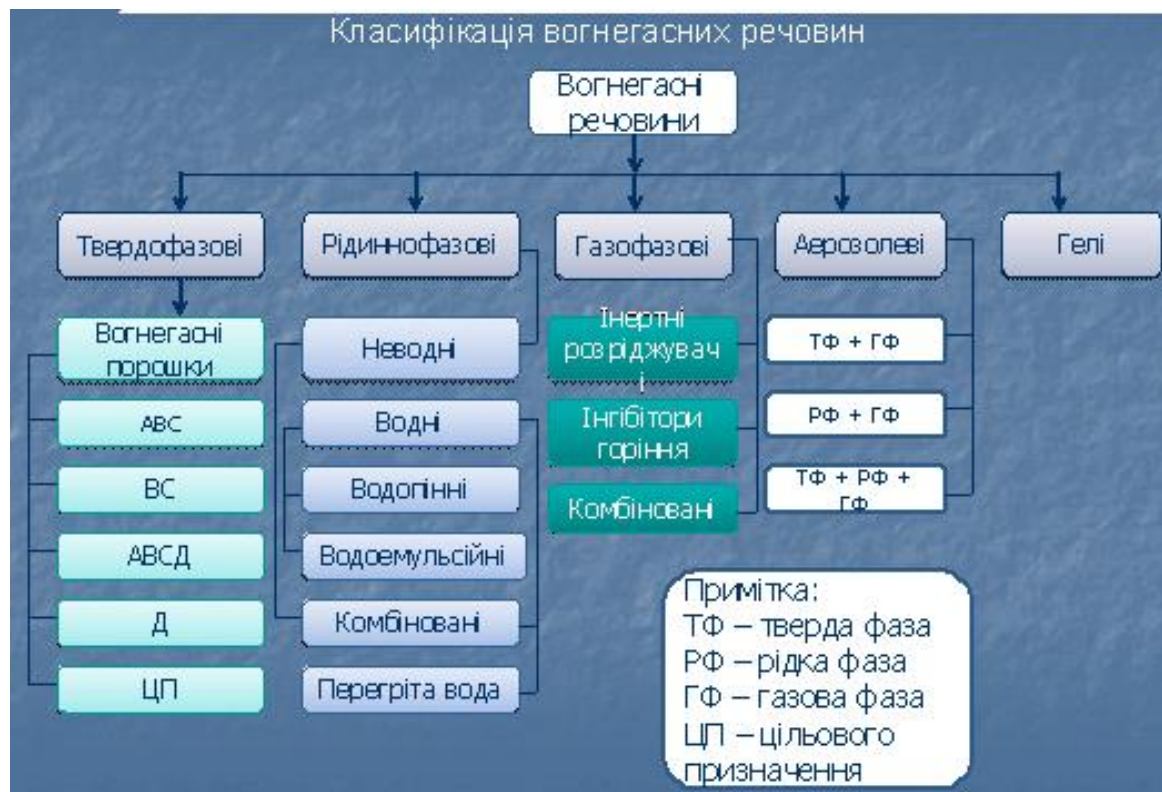 Класифікація вогнегасних речовин
Вогнегасні
речовини
Твердофазові
Рідиннофазові
Газофазові
Аерозолеві
Гелі
Вогнегасні
порошки
АВС
ВС
АВСД
Д
ЦП
Неводні
Водні
Водопінні
Водоемульсійні
Комбіновані
Перегріта вода
Інертні
розріджувач
і
Інгібітори
горіння
Комбіновані
ТФ + ГФ
РФ + ГФ
ТФ + РФ +
ГФ
Примітка:
ТФ – тверда фаза
РФ – рідка фаза
ГФ – газова фаза
ЦП – цільового
призначення